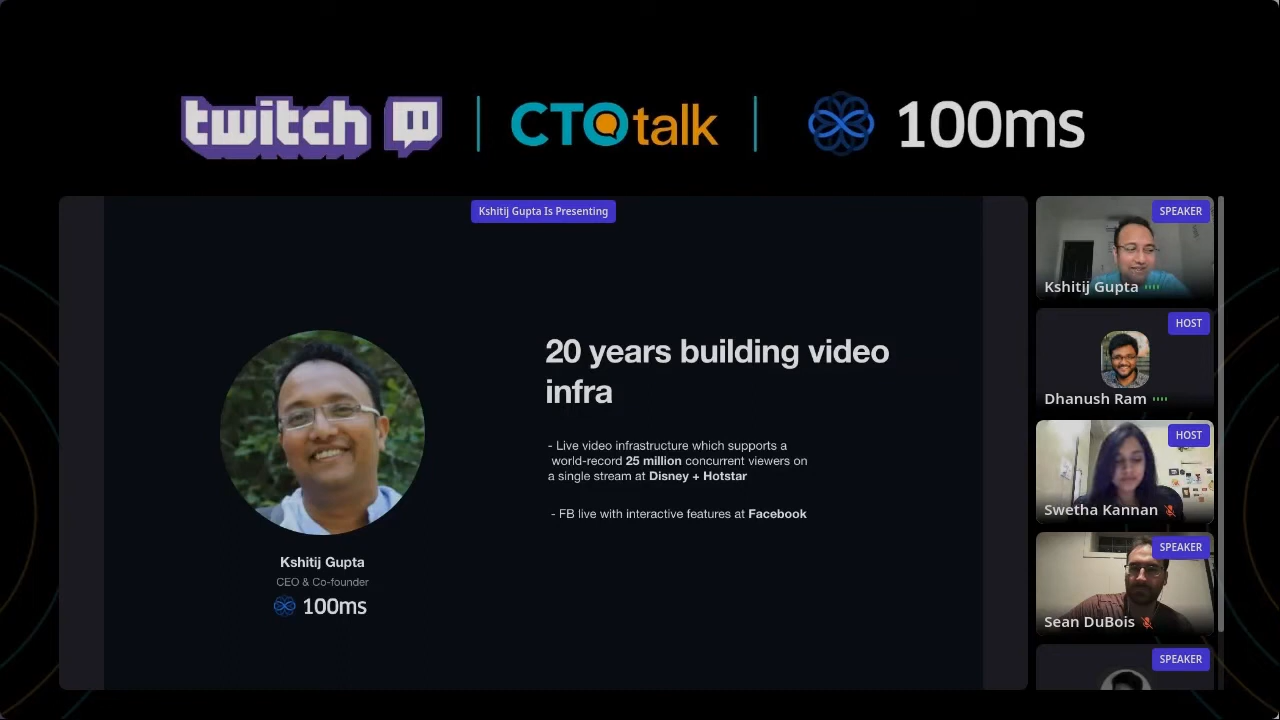 twitch
CTOtalk
100ms
Kshitij Gupta Is Presenting
20 years building video
infra
- Live video infrastructure which supports a
world-record 25 million concurrent viewers on
a single stream at Disney + Hotstar
- FB live with interactive features at Facebook
Kshitij Gupta
CEO & Co-founder
100ms
SPEAKER
Kshitij Gupta
HOST
Dhanush Ram
HOST
Swetha Kannan
SPEAKER
Sean DuBois
SPEAKER